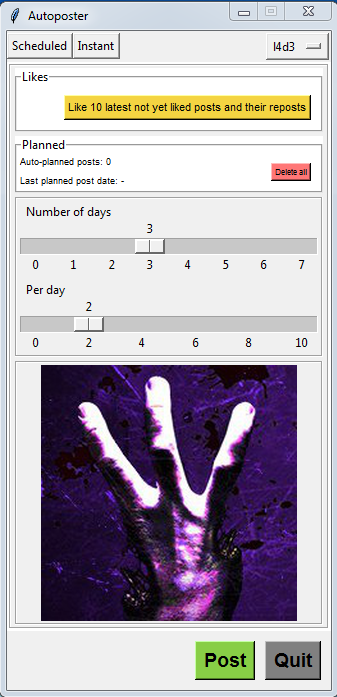 Autoposter
Scheduled Instant l4d3
Likes
Like 10 latest not yet liked posts and their reposts
Planned
Auto-planned posts: 0
Delete all
Last planned post date: -
Number of days
3
0 1 2 3 4 5 6 7
Per day
2
0 2 4 6 8 10
Post Quit